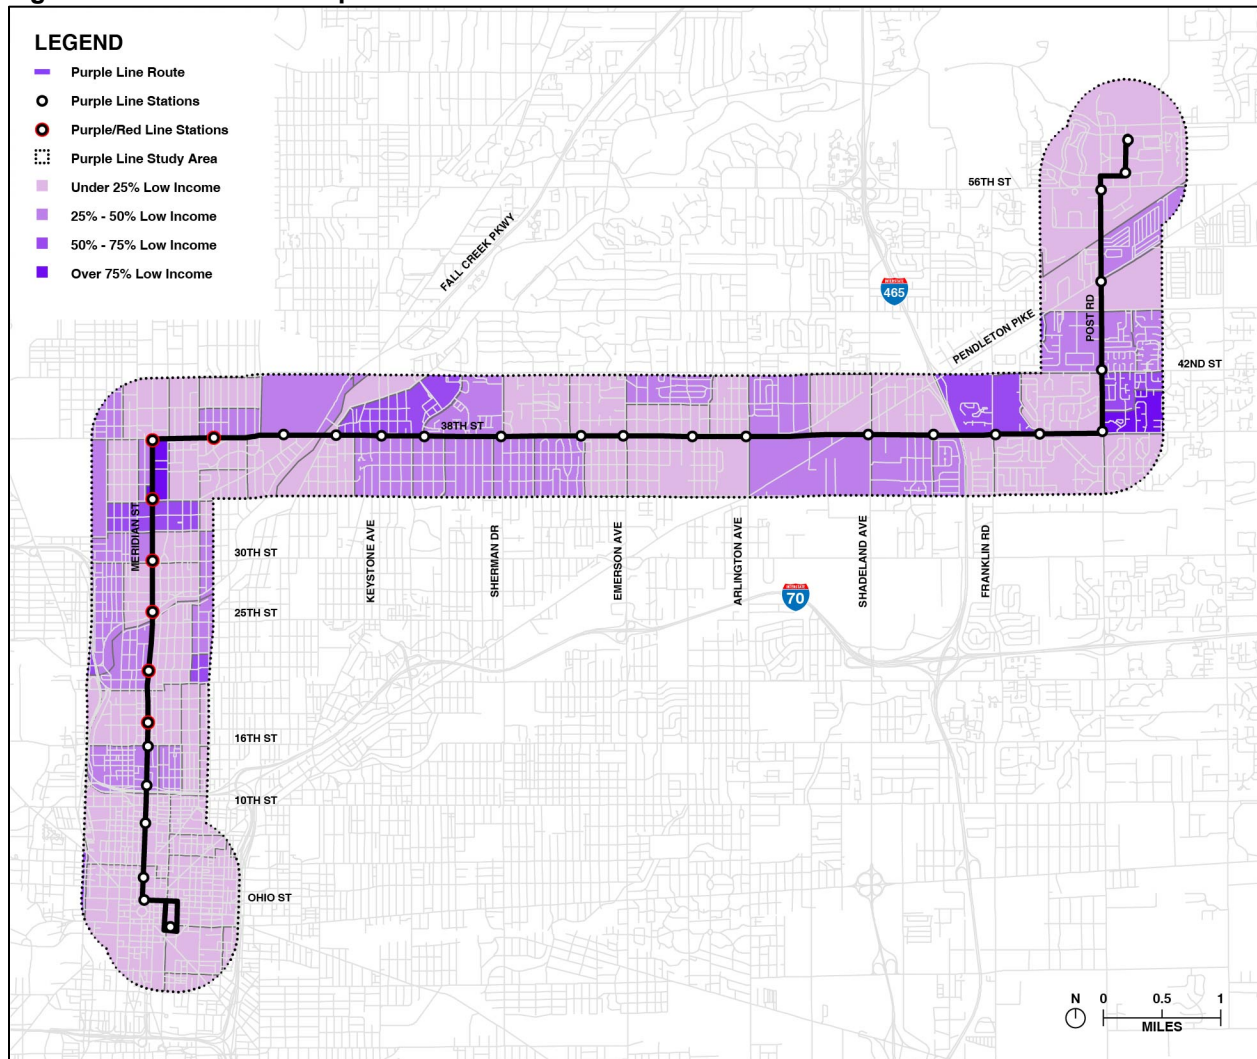 LEGEND
Purple Line Route
Purple Line Stations
Purple/Red Line Stations
Purple Line Study Area
Under 25% Low Income
25% - 50% Low Income
50% - 75% Low Income
Over 75% Low Income
56TH ST
FALL CREEK PKWY
465
POST RD
PENDLETON PIKE
42ND ST
38TH ST
MERIDIAN ST
30TH ST
KEYSTONE AVE
SHERMAN DR
EMERSON AVE
ARLINGTON AVE
SHADELAND AVE
FRANKLIN RD
70
25TH ST
16TH ST
10TH ST
OHIO ST
N 0 0.5 1
MILES